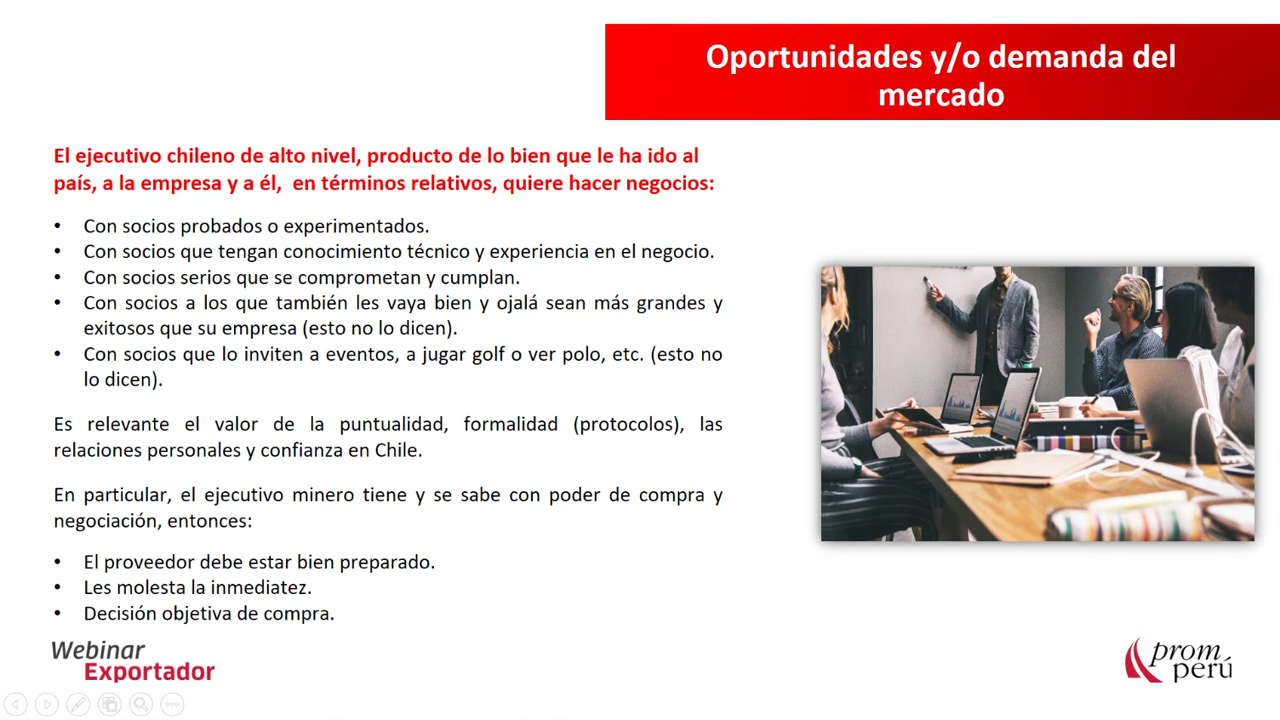 Oportunidades y/o demanda del
mercado
El ejecutivo chileno de alto nivel, producto de lo bien que le ha ido al
país, a la empresa y a él, en términos relativos, quiere hacer negocios:
• Con socios probados o experimentados.
• Con socios que tengan conocimiento técnico y experiencia en el negocio.
• Con socios serios que se comprometan y cumplan.
• Con socios a los que también les vaya bien y ojalá sean más grandes y
exitosos que su empresa (esto no lo dicen).
• Con socios que lo inviten a eventos, a jugar golf o ver polo, etc. (esto no
lo dicen).
Es relevante el valor de la puntualidad, formalidad (protocolos), las
relaciones personales y confianza en Chile.
En particular, el ejecutivo minero tiene y se sabe con poder de compra y
negociación, entonces:
• El proveedor debe estar bien preparado.
• Les molesta la inmediatez.
• Decisión objetiva de compra.
Webinar
Exportador
prom
perú